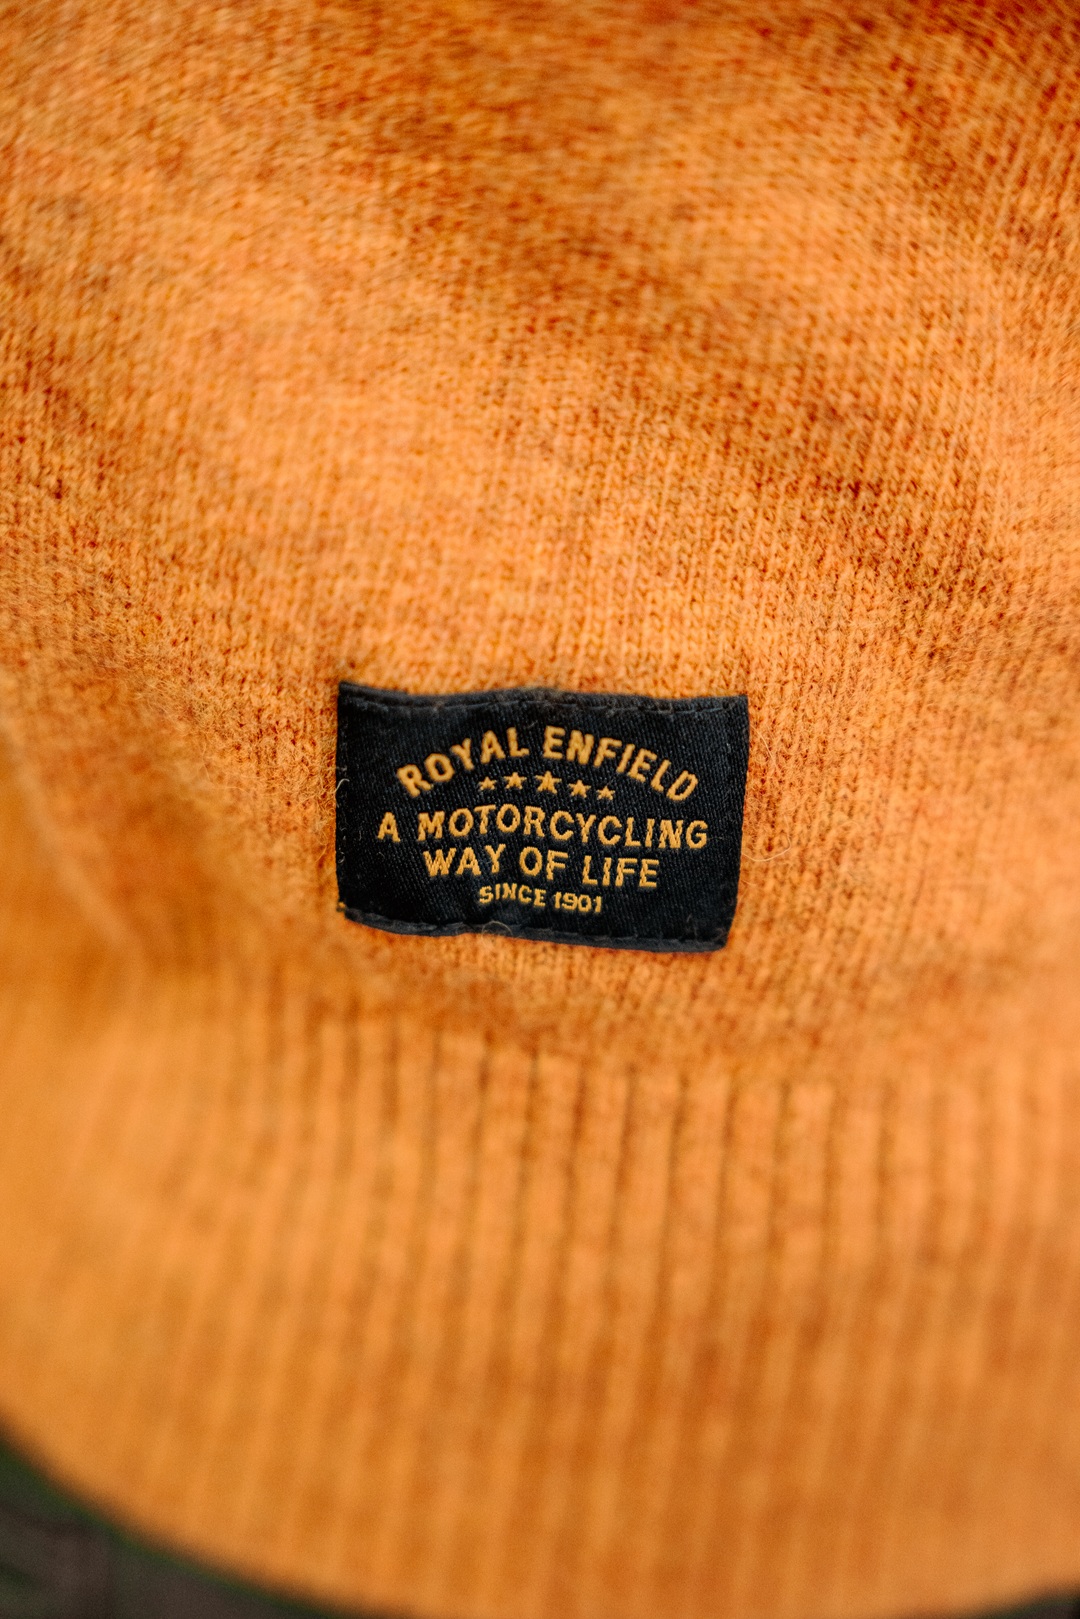 ROYAL ENFIELD
A MOTORCYCLING
WAY OF LIFE
SINCE 1901